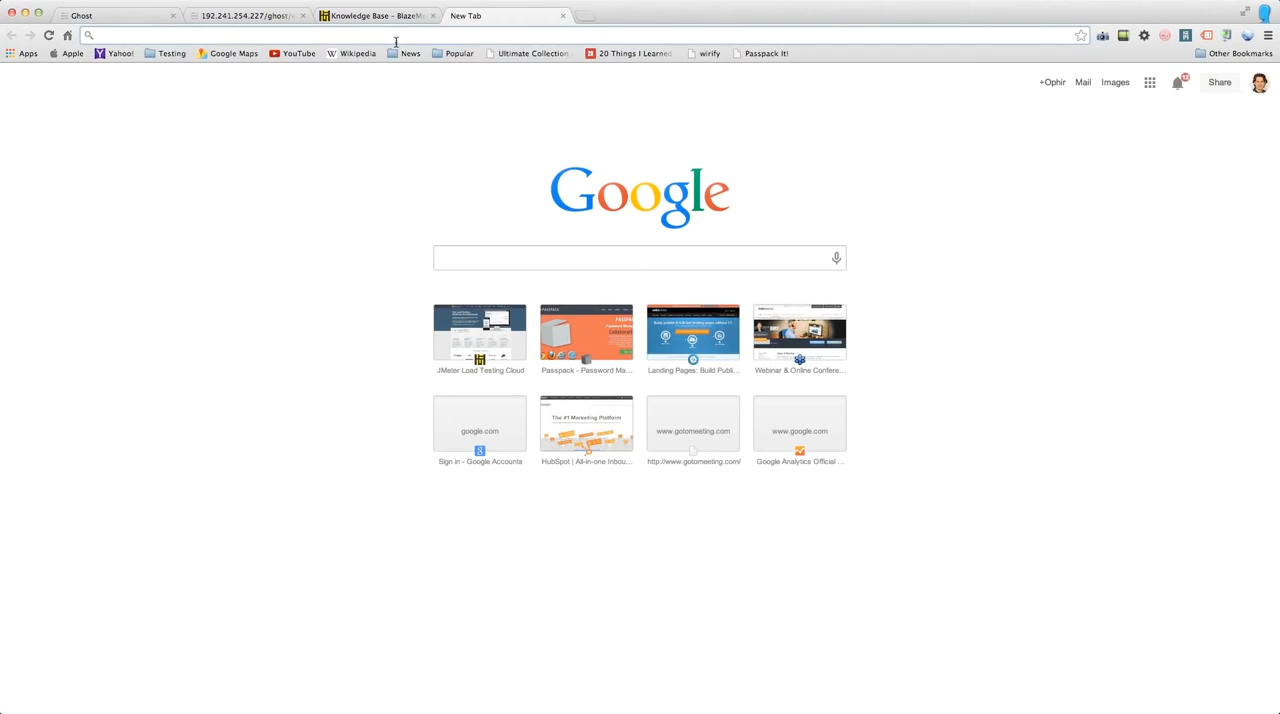 Ghost
192.241.254.227/ghost/
Knowledge Base – BlazeMe
New Tab
Apps
Apple
Yahoo!
Testing
Google Maps
YouTube
Wikipedia
News
Popular
Ultimate Collection
20 Things I Learned
wirify
Passpack It!
Other Bookmarks
+Ophir
Mail
Images
Share
Google
JMeter Load Testing Cloud
Passpack - Password Ma...
Landing Pages: Build Publi...
Webinar & Online Confere...
google.com
The #1 Marketing Platform
www.gotomeeting.com
www.google.com
Sign in - Google Accounts
HubSpot | All-in-one Inbou...
http://www.gotomeeting.com/
Google Analytics Official ...